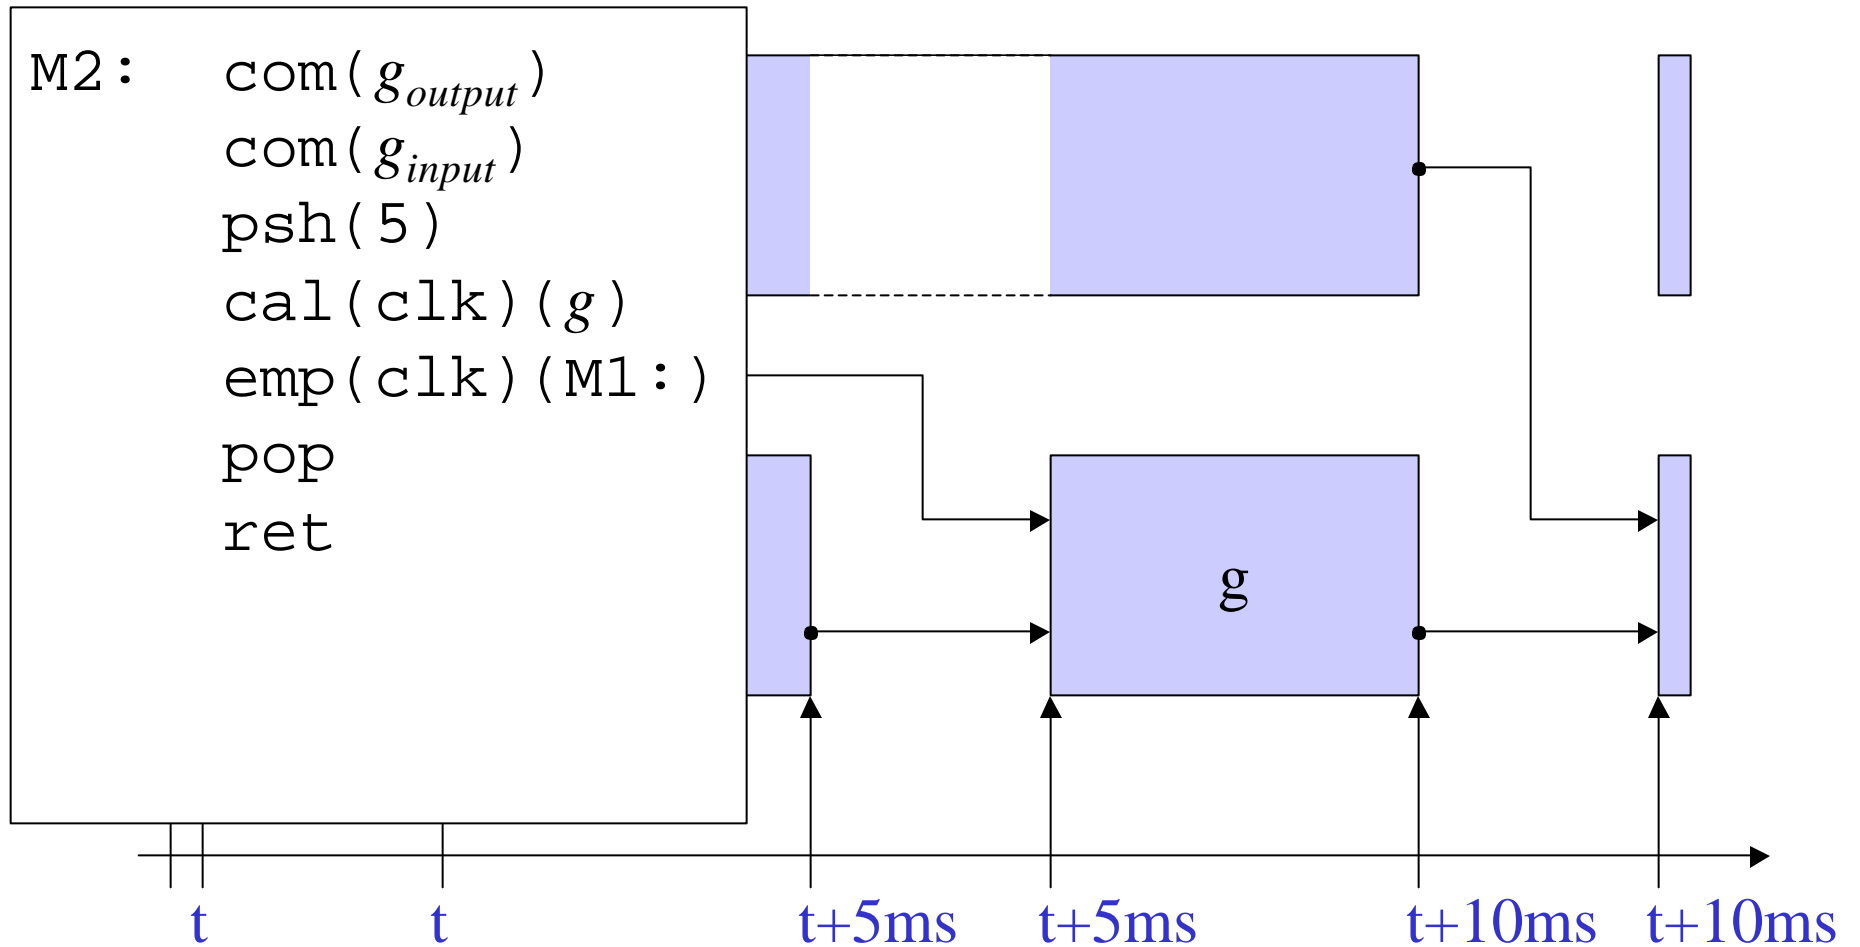 M2: com(g_output)
com(g_input)
psh(5)
cal(clk)(g)
emp(clk)(M1:)
pop
ret
g
t t t+5ms t+5ms t+10ms t+10ms